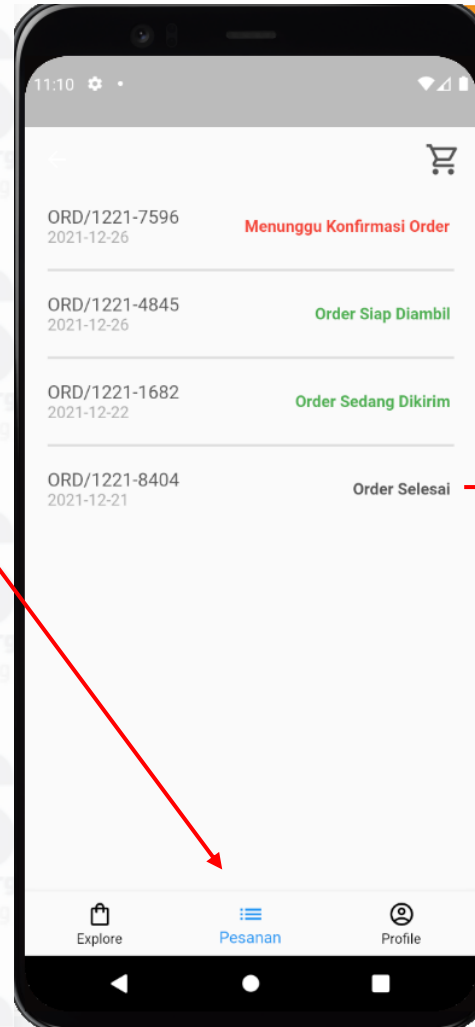 11:10
ORD/1221-7596
2021-12-26
Menunggu Konfirmasi Order
ORD/1221-4845
2021-12-26
Order Siap Diambil
ORD/1221-1682
2021-12-22
Order Sedang Dikirim
ORD/1221-8404
2021-12-21
Order Selesai
Explore
Pesanan
Profile